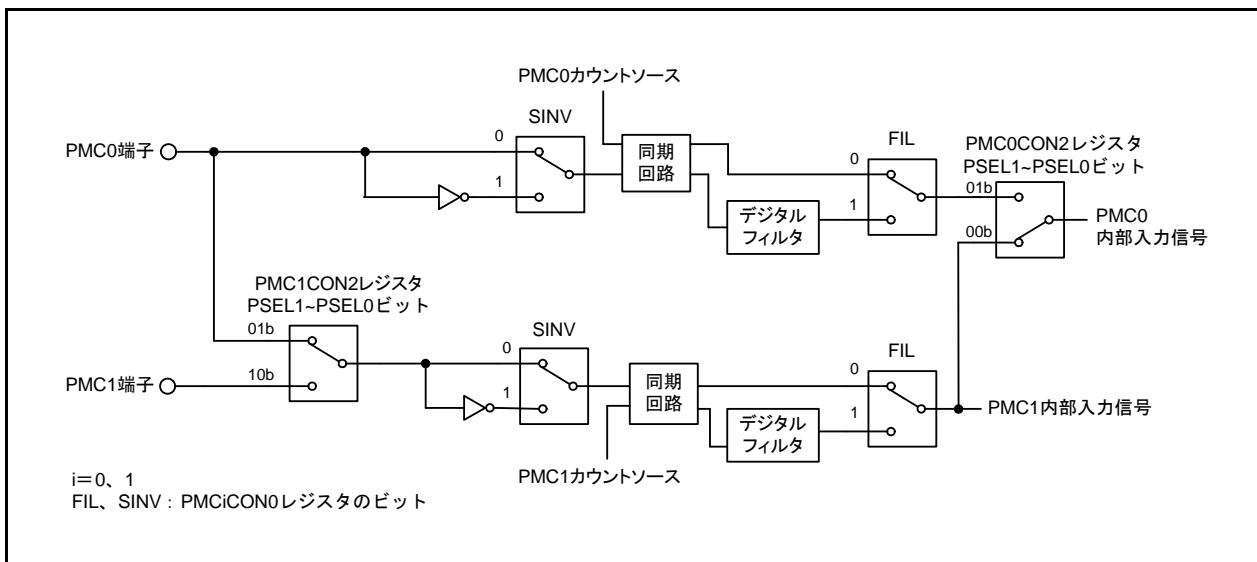 PMC0カウントソース
SINV
FIL
PMC0CON2レジスタ
PSEL1~PSEL0ビット
PMC0端子
0
1
同期
回路
デジタル
フィルタ
0
1
01b
00b
PMC0
内部入力信号
PMC1CON2レジスタ
PSEL1~PSEL0ビット
01b
10b
PMC1端子
SINV
0
1
同期
回路
PMC1カウントソース
デジタル
フィルタ
FIL
0
1
PMC1内部入力信号
i=0、1
FIL、SINV : PMCiCON0レジスタのビット